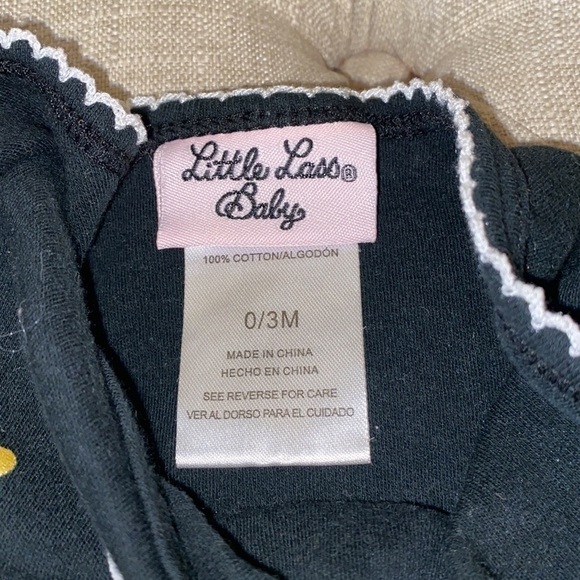 Little Lass®
Baby
100% COTTON/ALGODÓN
0/3M
MADE IN CHINA
HECHO EN CHINA
SEE REVERSE FOR CARE
VER AL DORSO PARA EL CUIDADO